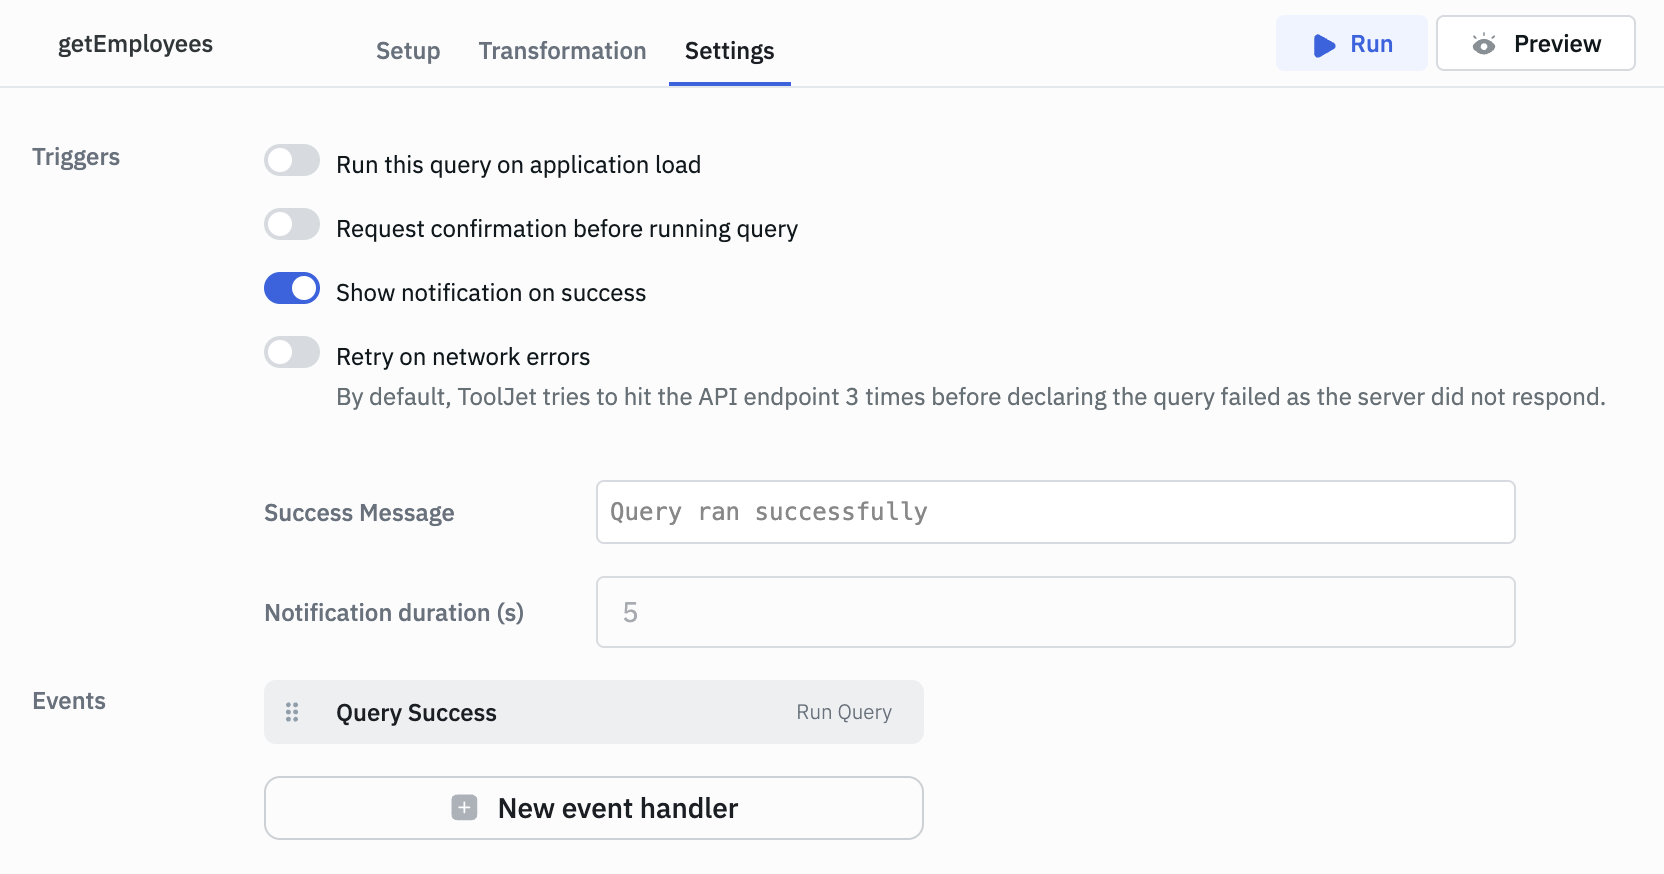 getEmployees
Setup Transformation Settings
Run Preview
Triggers
Run this query on application load
Request confirmation before running query
Show notification on success
Retry on network errors
By default, ToolJet tries to hit the API endpoint 3 times before declaring the query failed as the server did not respond.
Success Message
Query ran successfully
Notification duration (s)
5
Events
Query Success Run Query
New event handler